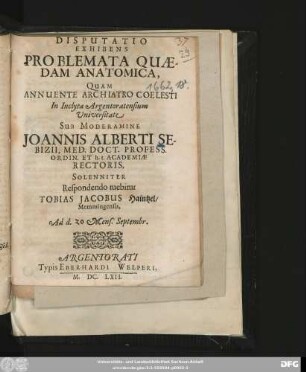 DISPUTATIO
EXHIBENS
PROBLEMATA QUÆ-
DAM ANATOMICA,
QUAM
ANNUENTE ARCHIATRO COELESTI
In Inclyta Argentoratensium
Universitate
SUB MODERAMINE
JOANNIS ALBERTI SE-
BIZII, MED. DOCT. PROFESS.
ORDIN. ET h.t. ACADEMIÆ
RECTORIS,
SOLENNITER
Respondendo tuebitur
TOBIAS JACOBUS Haintzel/
Memmingensis,
Ad d. 20 Mens. Septembr.
ARGENTORATI
Typis EBERHARDI WELPERI,
M. DC. LXII.
1662